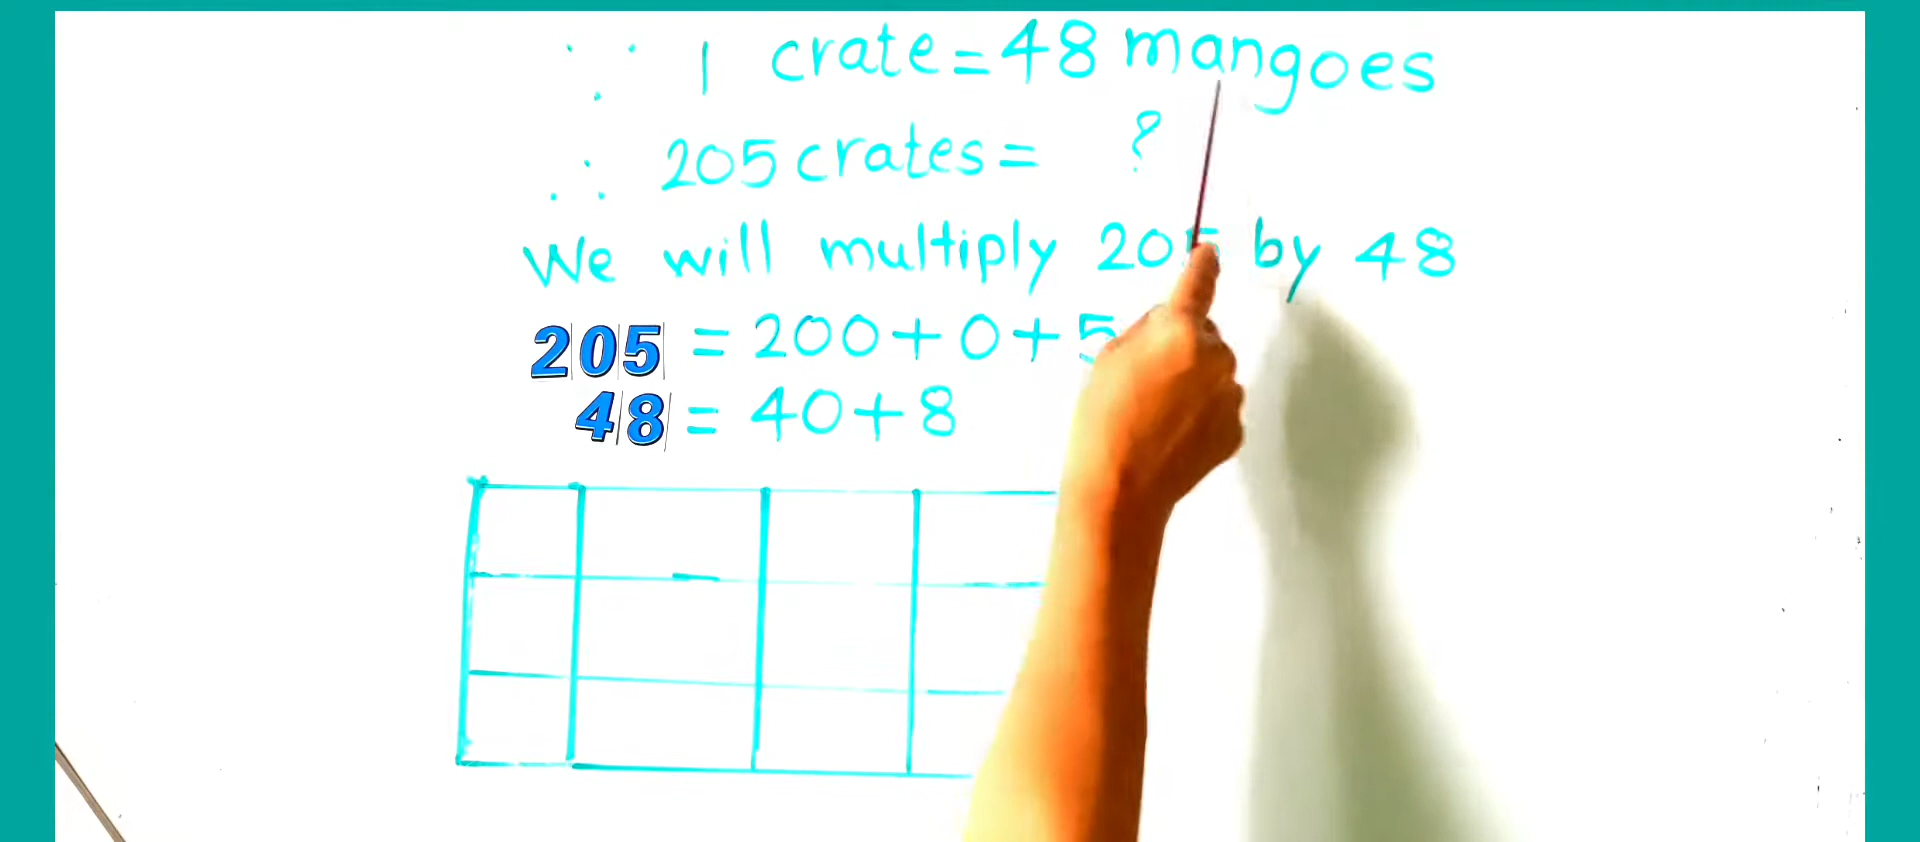 ∵ 1 crate = 48 mangoes
∴ 205 crates = ?
We will multiply 205 by 48
205 = 200 + 0 + 5
48 = 40 + 8